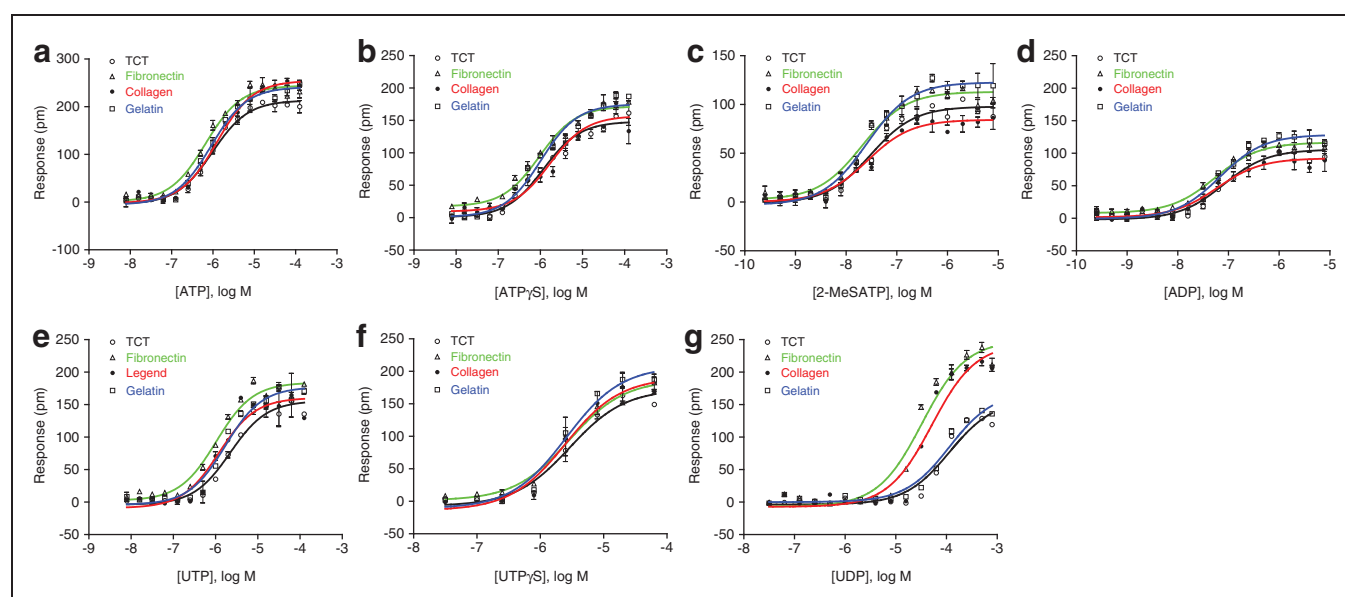 a
TCT
Fibronectin
Collagen
Gelatin
300
200
100
0
-100
Response (pm)
-9 -8 -7 -6 -5 -4 -3
[ATP], log M
b
TCT
Fibronectin
Collagen
Gelatin
250
200
150
100
50
0
-50
Response (pm)
-9 -8 -7 -6 -5 -4 -3
[ATPγS], log M
c
TCT
Fibronectin
Collagen
Gelatin
150
100
50
0
-50
Response (pm)
-10 -9 -8 -7 -6 -5
[2-MeSATP], log M
d
TCT
Fibronectin
Collagen
Gelatin
250
200
150
100
50
0
-50
Response (pm)
-10 -9 -8 -7 -6 -5
[ADP], log M
e
TCT
Fibronectin
Legend
Gelatin
250
200
150
100
50
0
-50
Response (pm)
-9 -8 -7 -6 -5 -4 -3
[UTP], log M
f
TCT
Fibronectin
Collagen
Gelatin
250
200
150
100
50
0
-50
Response (pm)
-8 -7 -6 -5 -4
[UTPγS], log M
g
TCT
Fibronectin
Collagen
Gelatin
250
200
150
100
50
0
-50
Response (pm)
-8 -7 -6 -5 -4 -3
[UDP], log M